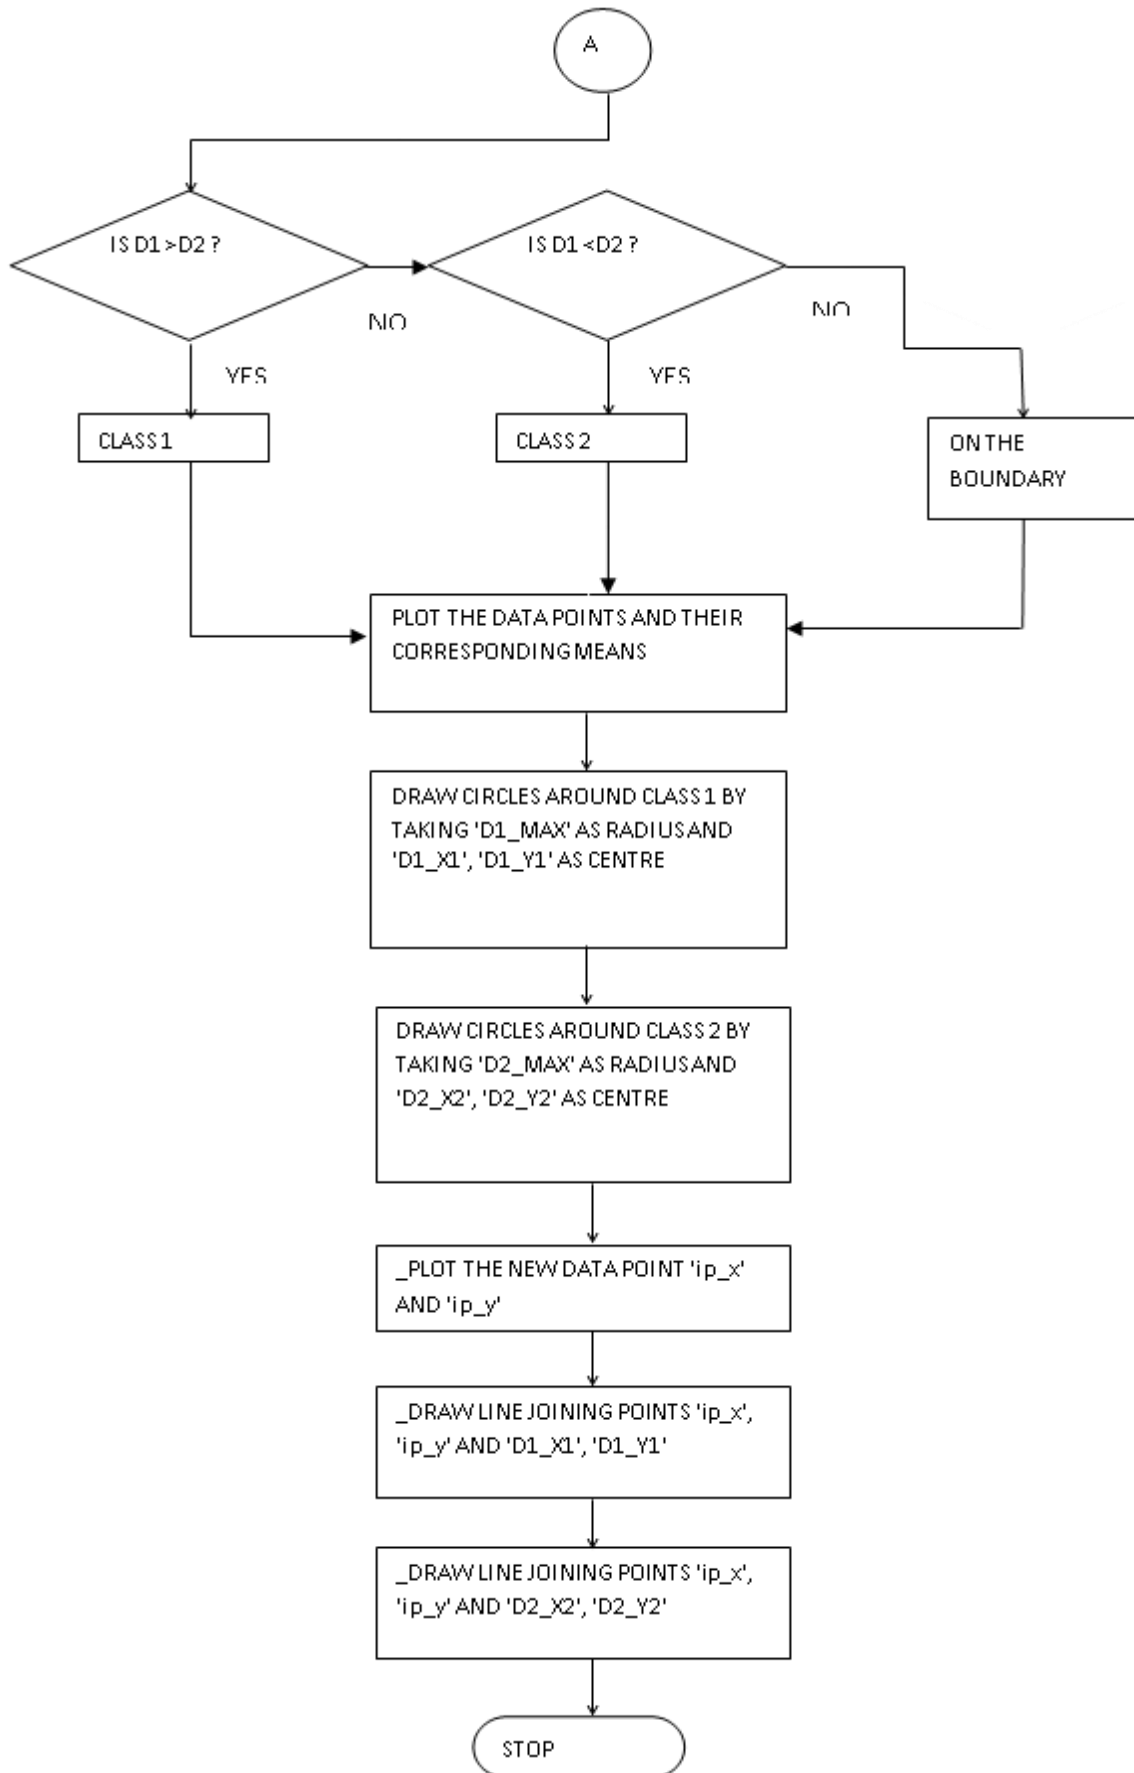 A
IS D1 >D2 ?
IS D1 <D2 ?
NO
NO
YES
YES
CLASS 1
CLASS 2
ON THE
BOUNDARY
PLOT THE DATA POINTS AND THEIR
CORRESPONDING MEANS
DRAW CIRCLES AROUND CLASS 1 BY
TAKING 'D1_MAX' AS RADIUS AND
'D1_X1', 'D1_Y1' AS CENTRE
DRAW CIRCLES AROUND CLASS 2 BY
TAKING 'D2_MAX' AS RADIUS AND
'D2_X2', 'D2_Y2' AS CENTRE
_PLOT THE NEW DATA POINT 'ip_x'
AND 'ip_y'
_DRAW LINE JOINING POINTS 'ip_x',
'ip_y' AND 'D1_X1', 'D1_Y1'
_DRAW LINE JOINING POINTS 'ip_x',
'ip_y' AND 'D2_X2', 'D2_Y2'
STOP